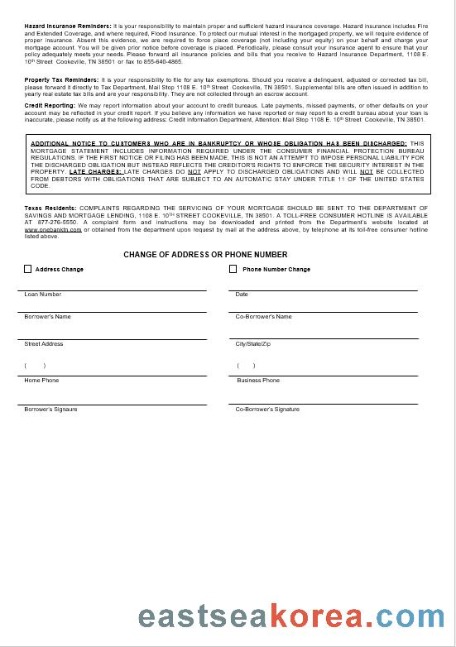 Hazard Insurance Reminders: It is your responsibility to maintain proper and sufficient hazard insurance coverage. Hazard insurance includes Fire
and Extended Coverage, and where required, Flood Insurance. To protect our mutual interest in the mortgaged property, we will require evidence of
proper insurance. Absent this evidence, we are required to force place coverage (not including your equity) on your behalf and charge your
mortgage account. You will be given prior notice before coverage is placed. Periodically, please consult your insurance agent to ensure that your
policy adequately meets your needs. Please forward all insurance policies and bills that you receive to Hazard Insurance Department, 1108 E.
10th Street Cookeville, TN 38501 or fax to 855-640-4865.
Property Tax Reminders: It is your responsibility to file for any tax exemptions. Should you receive a delinquent, adjusted or corrected tax bill,
please forward it directly to Tax Department, Mail Stop 1108 E. 10th Street Cookeville, TN 38501. Supplemental bills are often issued in addition to
yearly real estate tax bills and are your responsibility. They are not collected through an escrow account.
Credit Reporting: We may report information about your account to credit bureaus. Late payments, missed payments, or other defaults on your
account may be reflected in your credit report. If you believe any information we have reported or may report to a credit bureau about your loan is
inaccurate, please notify us at the following address: Credit Information Department, Attention: Mail Stop 1108 E. 10th Street Cookeville, TN 38501.
ADDITIONAL NOTICE TO CUSTOMERS WHO ARE IN BANKRUPTCY OR WHOSE OBLIGATION HAS BEEN DISCHARGED: THIS
MORTGAGE STATEMENT INCLUDES INFORMATION REQUIRED UNDER THE CONSUMER FINANCIAL PROTECTION BUREAU
REGULATIONS. IF THE FIRST NOTICE OR FILING HAS BEEN MADE, THIS IS NOT AN ATTEMPT TO IMPOSE PERSONAL LIABILITY FOR
THE DISCHARGED OBLIGATION BUT INSTEAD REFLECTS THE CREDITOR'S RIGHTS TO ENFORCE THE SECURITY INTEREST IN THE
PROPERTY. LATE CHARGES: LATE CHARGES DO NOT APPLY TO DISCHARGED OBLIGATIONS AND WILL NOT BE COLLECTED
FROM DEBTORS WITH OBLIGATIONS THAT ARE SUBJECT TO AN AUTOMATIC STAY UNDER TITLE 11 OF THE UNITED STATES
CODE.
Texas Residents: COMPLAINTS REGARDING THE SERVICING OF YOUR MORTGAGE SHOULD BE SENT TO THE DEPARTMENT OF
SAVINGS AND MORTGAGE LENDING, 1108 E. 10TH STREET COOKEVILLE, TN 38501. A TOLL-FREE CONSUMER HOTLINE IS AVAILABLE
AT 877-276-5550. A complaint form and instructions may be downloaded and printed from the Department's website located at
www.onebanktn.com or obtained from the department upon request by mail at the address above, by telephone at its toll-free consumer hotline
listed above.
CHANGE OF ADDRESS OR PHONE NUMBER
Address Change Phone Number Change
Loan Number Date
Borrower's Name Co-Borrower's Name
Street Address City/State/Zip
( ) ( )
Home Phone Business Phone
Borrower's Signaure Co-Borrower's Signature
eastseakorea.com